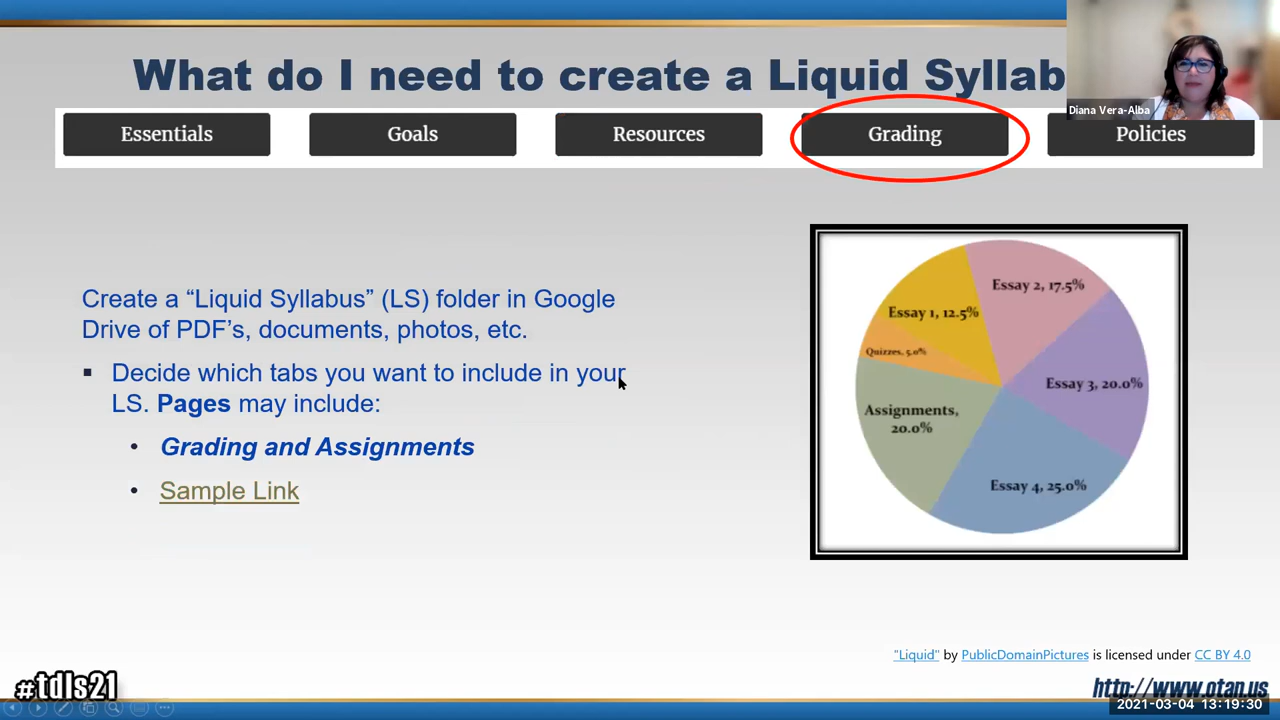 What do I need to create a Liquid Syllab
Diana Vera-Alba
Essentials
Goals
Resources
Grading
Policies
Create a “Liquid Syllabus” (LS) folder in Google
Drive of PDF’s, documents, photos, etc.
▪ Decide which tabs you want to include in your
LS. Pages may include:
• Grading and Assignments
• Sample Link
Essay 2, 17.5%
Essay 1, 12.5%
Quizzes, 5.0%
Essay 3, 20.0%
Assignments,
20.0%
Essay 4, 25.0%
"Liquid" by PublicDomainPictures is licensed under CC BY 4.0
#tdls21
http://www.otan.us
2021-03-04 13:19:30